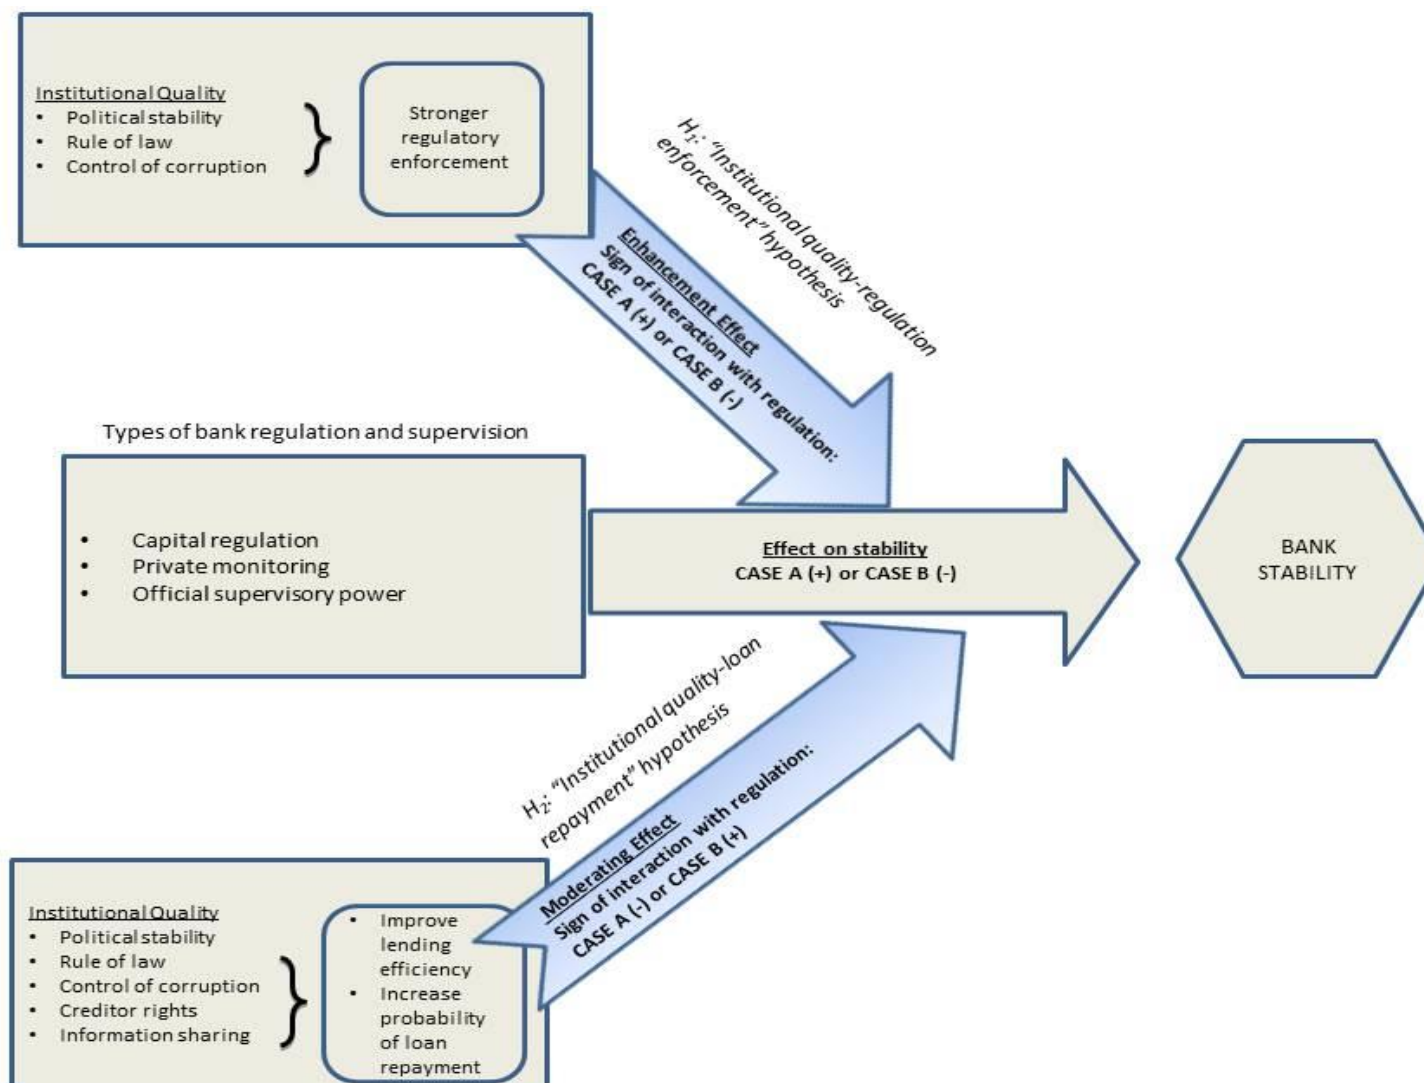 Institutional Quality
• Political stability
• Rule of law
• Control of corruption
Stronger
regulatory
enforcement
H1: “Institutional quality-regulation
enforcement” hypothesis
Enhancement Effect
Sign of interaction with regulation:
CASE A (+) or CASE B (-)
Types of bank regulation and supervision
• Capital regulation
• Private monitoring
• Official supervisory power
Effect on stability
CASE A (+) or CASE B (-)
BANK
STABILITY
H2: “Institutional quality-loan
repayment” hypothesis
Moderating Effect
Sign of interaction with regulation:
CASE A (-) or CASE B (+)
Institutional Quality
• Political stability
• Rule of law
• Control of corruption
• Creditor rights
• Information sharing
• Improve
lending
efficiency
• Increase
probability
of loan
repayment